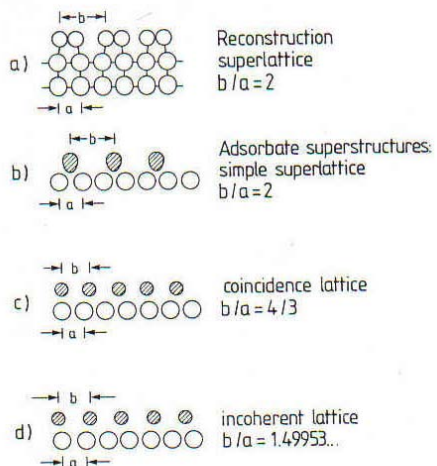 b
a)
a
Reconstruction
superlattice
b/a=2
b
b)
a
Adsorbate superstructures:
simple superlattice
b/a=2
b
c)
a
coincidence lattice
b/a=4/3
b
d)
a
incoherent lattice
b/a=1.49953...